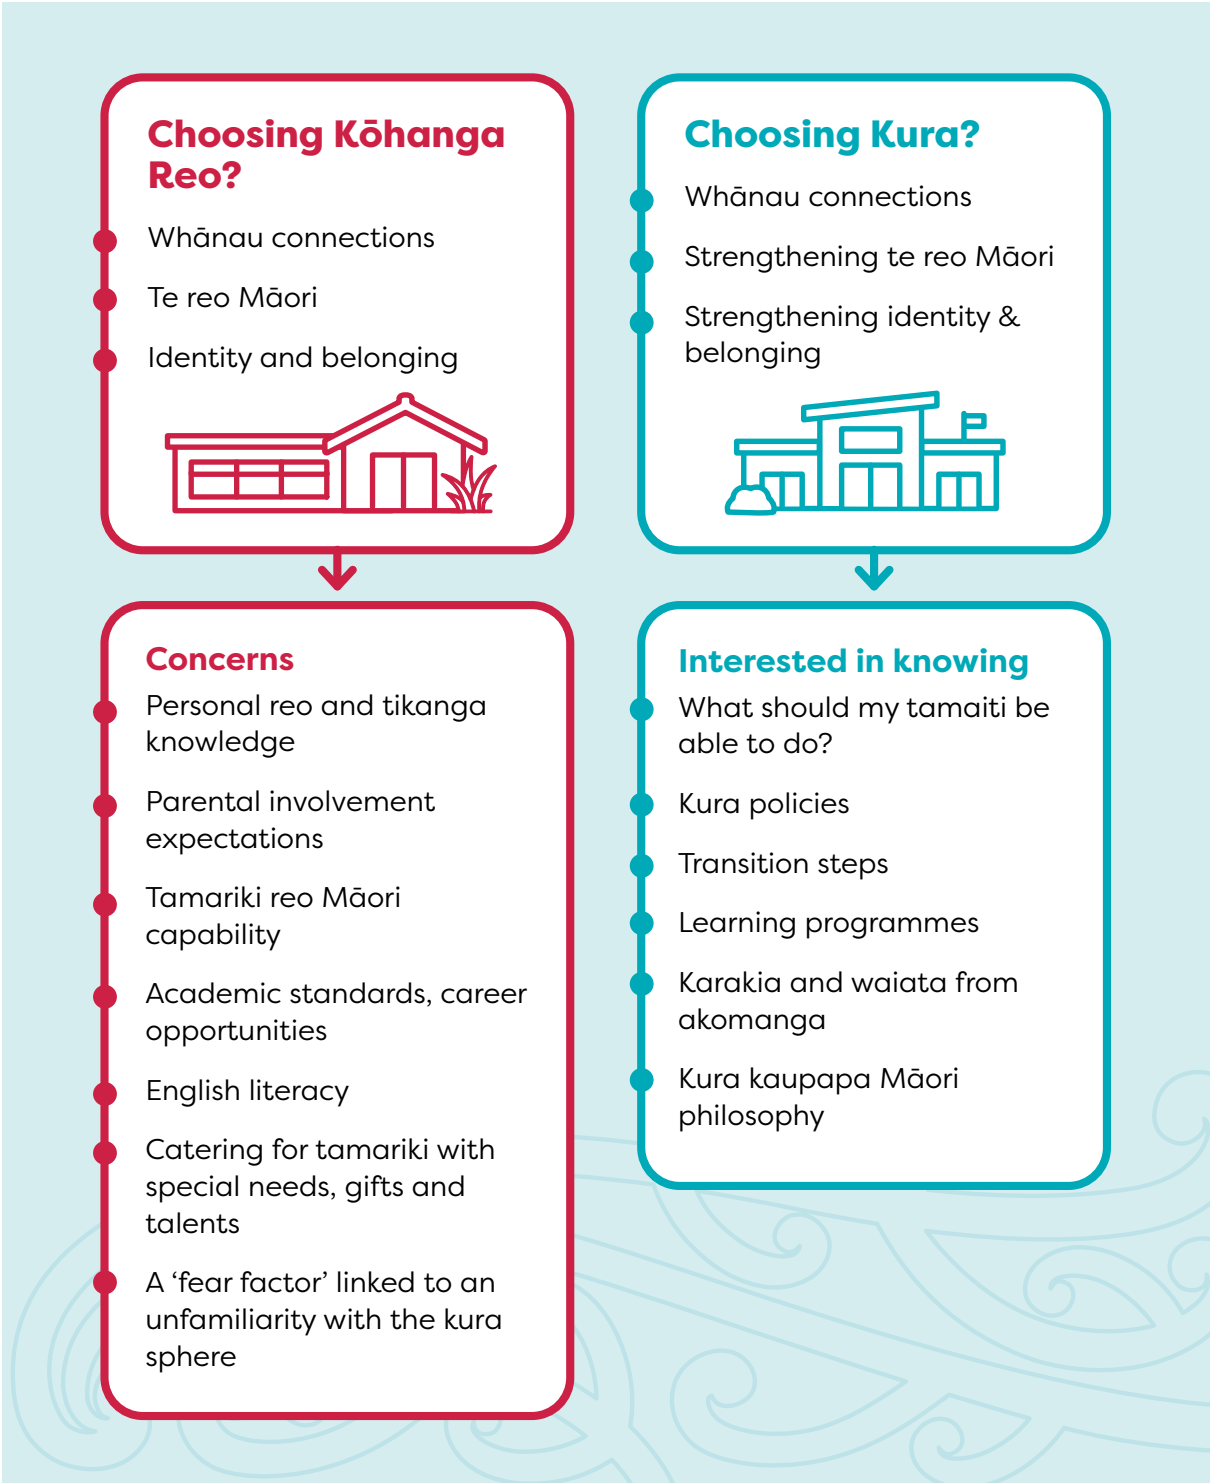 Choosing Kōhanga
Reo?
Whānau connections
Te reo Māori
Identity and belonging
Concerns
Personal reo and tikanga
knowledge
Parental involvement
expectations
Tamariki reo Māori
capability
Academic standards, career
opportunities
English literacy
Catering for tamariki with
special needs, gifts and
talents
A ‘fear factor’ linked to an
unfamiliarity with the kura
sphere
Choosing Kura?
Whānau connections
Strengthening te reo Māori
Strengthening identity &
belonging
Interested in knowing
What should my tamaiti be
able to do?
Kura policies
Transition steps
Learning programmes
Karakia and waiata from
akomanga
Kura kaupapa Māori
philosophy